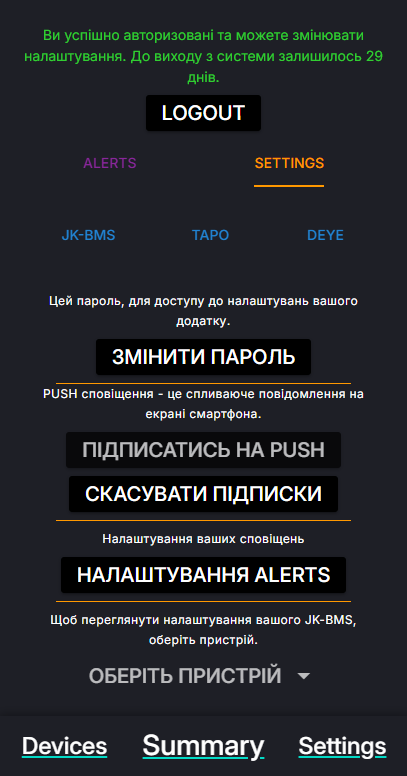 Ви успішно авторизовані та можете змінювати
налаштування. До виходу з системи залишилось 29
днів.
LOGOUT
ALERTS SETTINGS
JK-BMS TAPO DEYE
Цей пароль, для доступу до налаштувань вашого
додатку.
ЗМІНИТИ ПАРОЛЬ
PUSH сповіщення - це спливаюче повідомлення на
екрані смартфона.
ПІДПИСАТИСЬ НА PUSH
СКАСУВАТИ ПІДПИСКИ
Налаштування ваших сповіщень
НАЛАШТУВАННЯ ALERTS
Щоб переглянути налаштування вашого JK-BMS,
оберіть пристрій.
ОБЕРІТЬ ПРИСТРІЙ
Devices Summary Settings